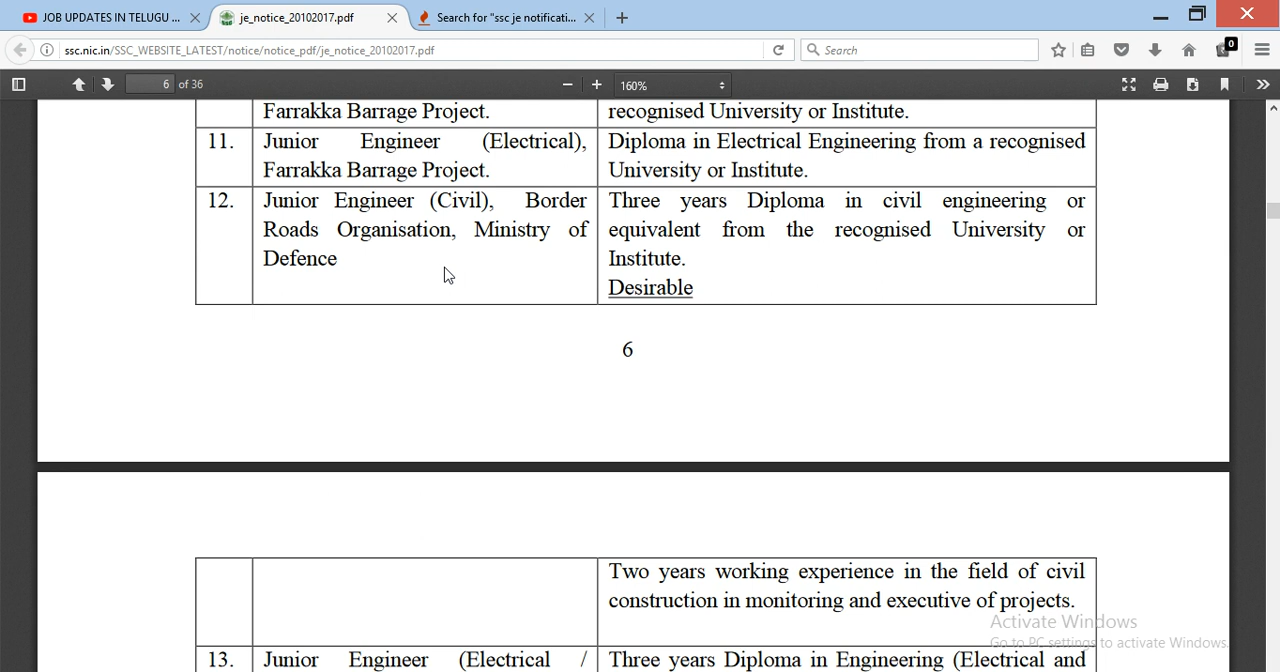 JOB UPDATES IN TELUGU ...
je_notice_20102017.pdf
Search for "ssc je notificati...
ssc.nic.in/SSC_WEBSITE_LATEST/notice/notice_pdf/je_notice_20102017.pdf
Search
0
6 of 36
160%
Farrakka Barrage Project.
recognised University or Institute.
11.
Junior Engineer (Electrical),
Farrakka Barrage Project.
Diploma in Electrical Engineering from a recognised
University or Institute.
12.
Junior Engineer (Civil), Border
Roads Organisation, Ministry of
Defence
Three years Diploma in civil engineering or
equivalent from the recognised University or
Institute.
Desirable
6
Two years working experience in the field of civil
construction in monitoring and executive of projects.
13.
Junior Engineer (Electrical /
Three years Diploma in Engineering (Electrical and
Activate Windows
Go to PC settings to activate Windows.